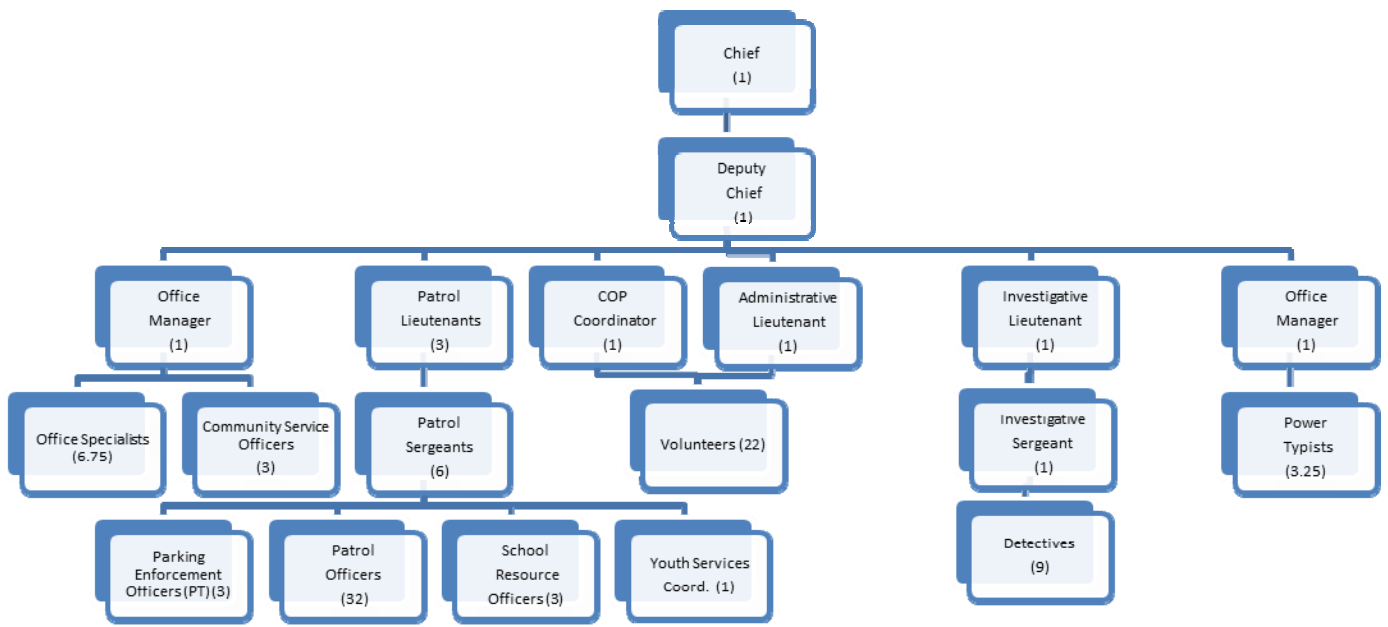 Chief
(1)
Deputy
Chief
(1)
Office
Manager
(1)
Patrol
Lieutenants
(3)
COP
Coordinator
(1)
Administrative
Lieutenant
(1)
Investigative
Lieutenant
(1)
Office
Manager
(1)
Office Specialists
(6.75)
Community Service
Officers
(3)
Patrol
Sergeants
(6)
Volunteers (22)
Investigative
Sergeant
(1)
Power
Typists
(3.25)
Parking
Enforcement
Officers (PT) (3)
Patrol
Officers
(32)
School
Resource
Officers (3)
Youth Services
Coord. (1)
Detectives
(9)